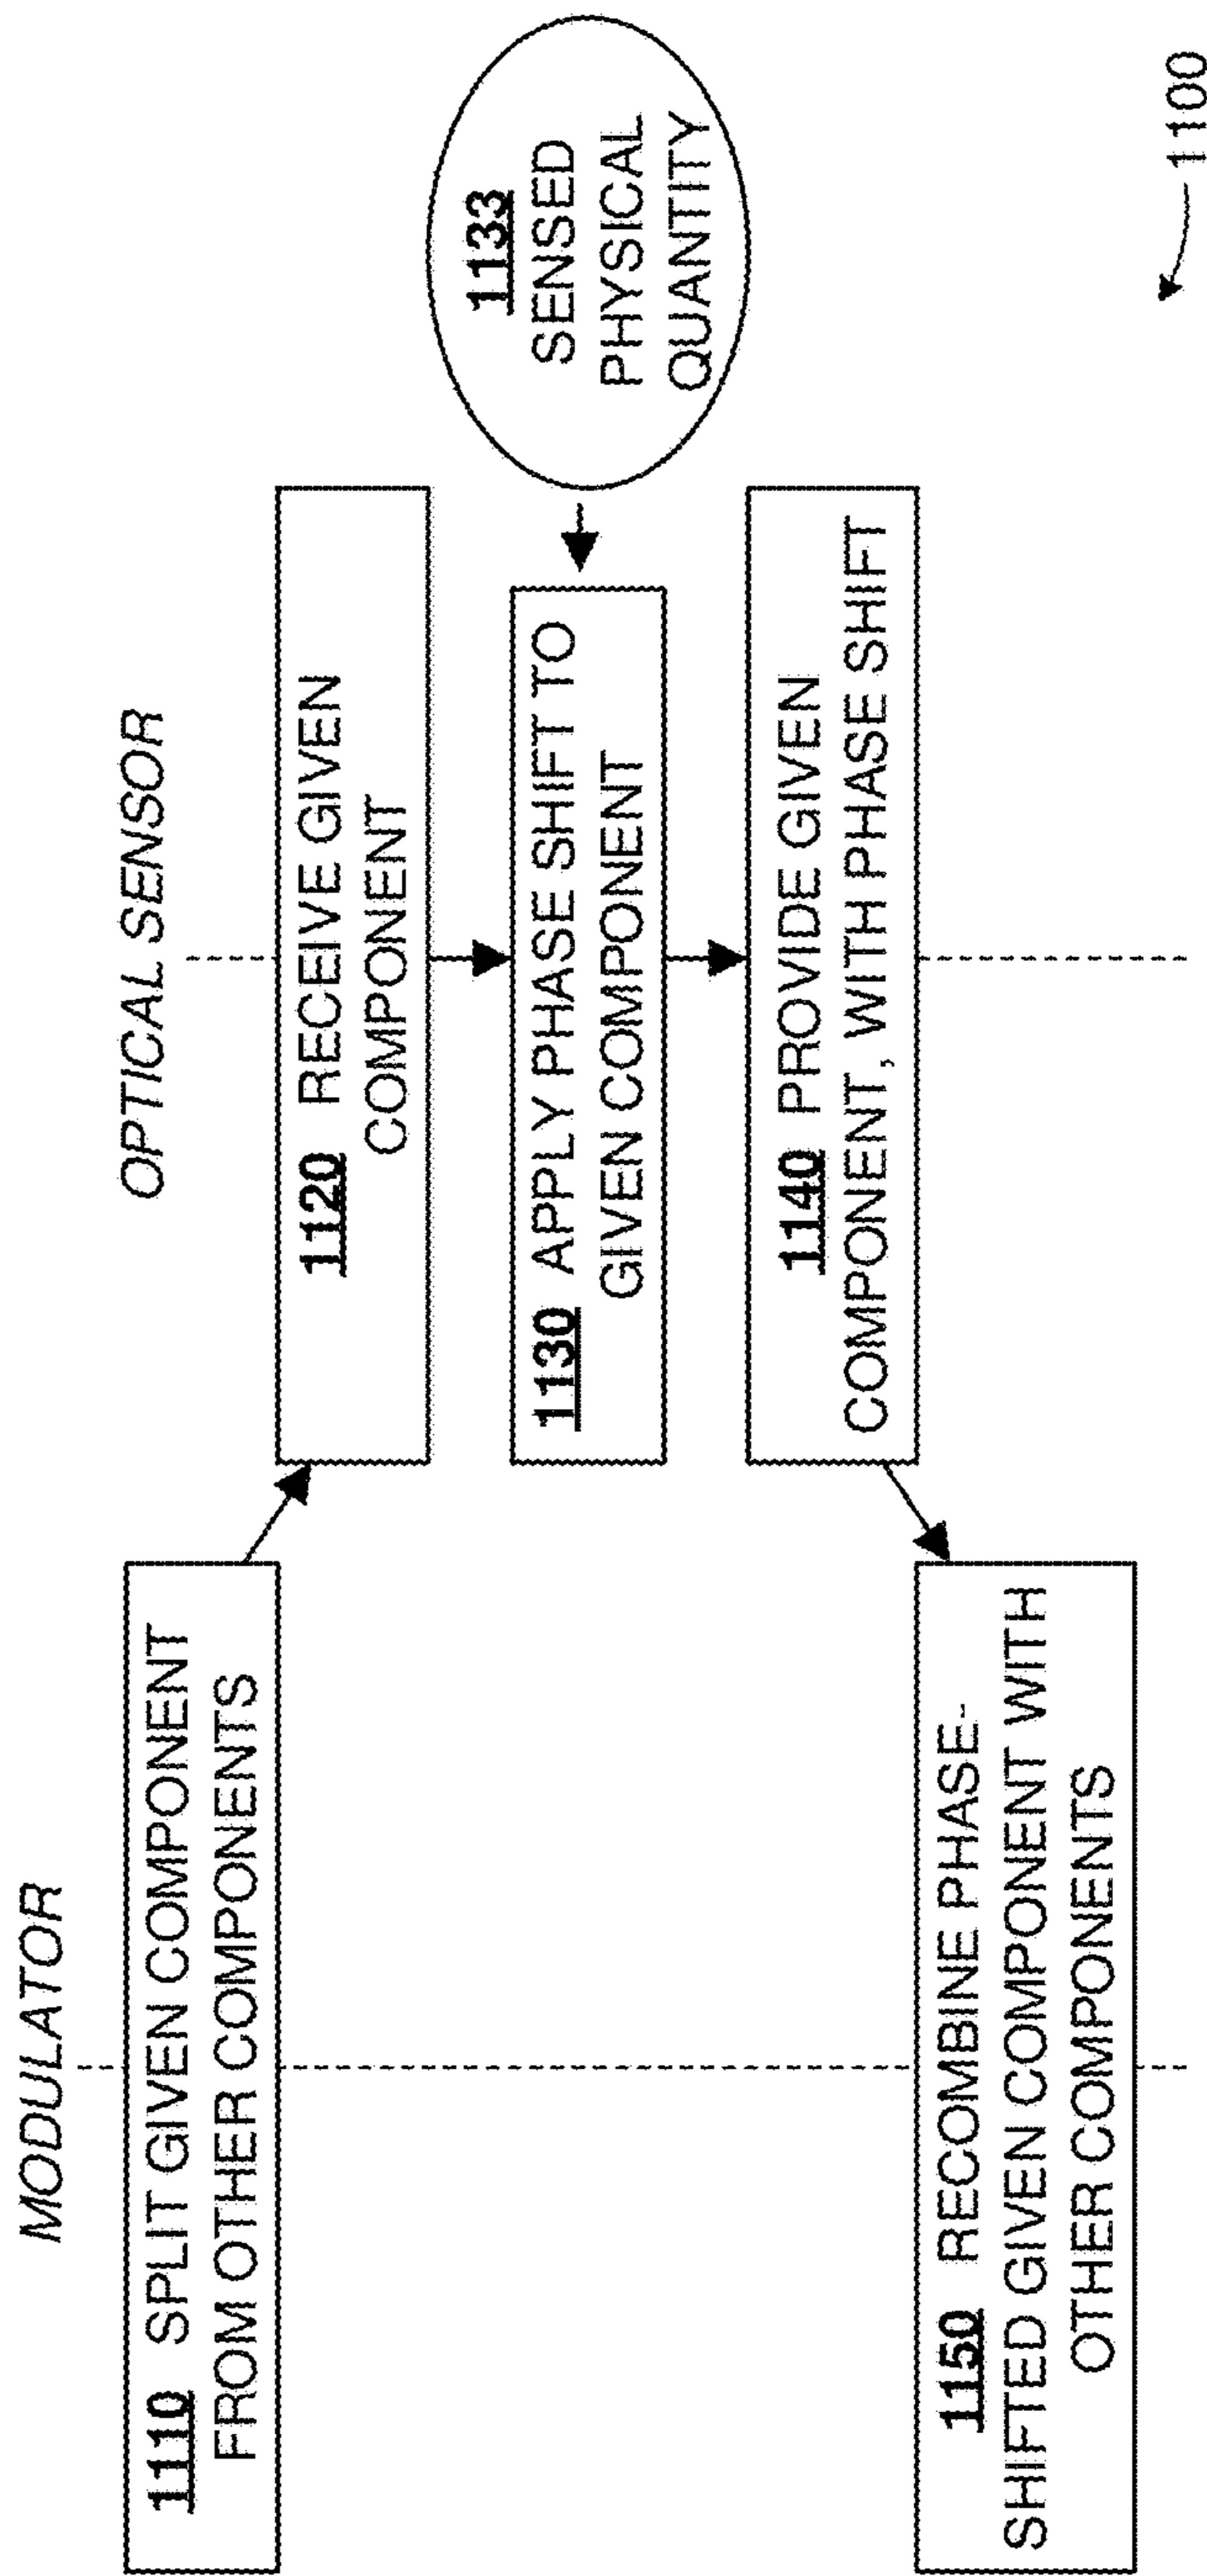 MODULATOR
OPTICAL SENSOR
1110 SPLIT GIVEN COMPONENT
FROM OTHER COMPONENTS
1120 RECEIVE GIVEN
COMPONENT
1130 APPLY PHASE SHIFT TO
GIVEN COMPONENT
1133
SENSED
PHYSICAL
QUANTITY
1140 PROVIDE GIVEN
COMPONENT, WITH PHASE SHIFT
1150 RECOMBINE PHASE-
SHIFTED GIVEN COMPONENT WITH
OTHER COMPONENTS
1100